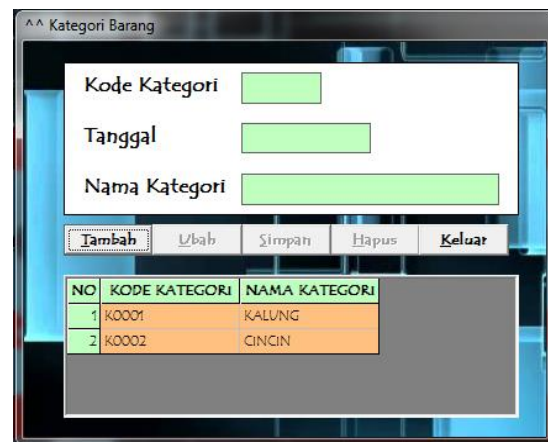 ^^ Kategori Barang
Kode Kategori
Tanggal
Nama Kategori
Tambah Ubah Simpan Hapus Keluar
NO KODE KATEGORI NAMA KATEGORI
1 K0001 KALUNG
2 K0002 CINCIN